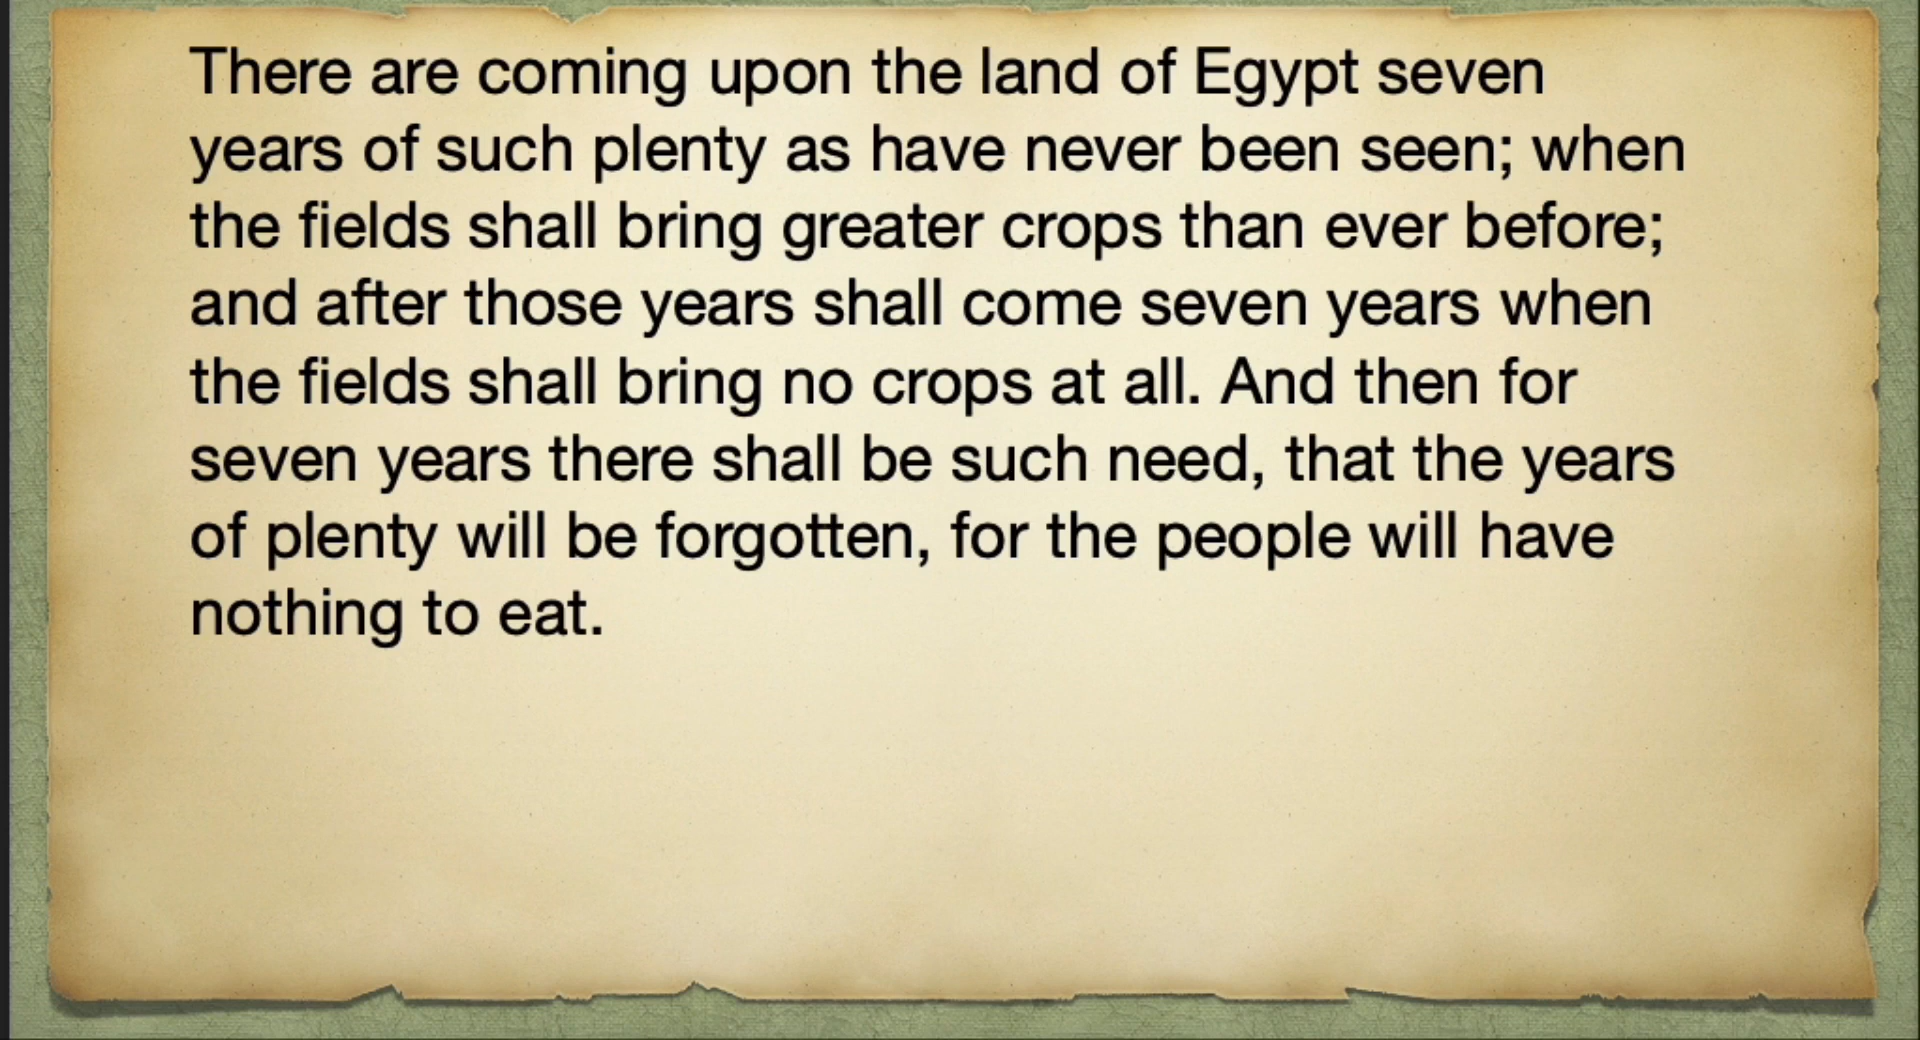 There are coming upon the land of Egypt seven
years of such plenty as have never been seen; when
the fields shall bring greater crops than ever before;
and after those years shall come seven years when
the fields shall bring no crops at all. And then for
seven years there shall be such need, that the years
of plenty will be forgotten, for the people will have
nothing to eat.